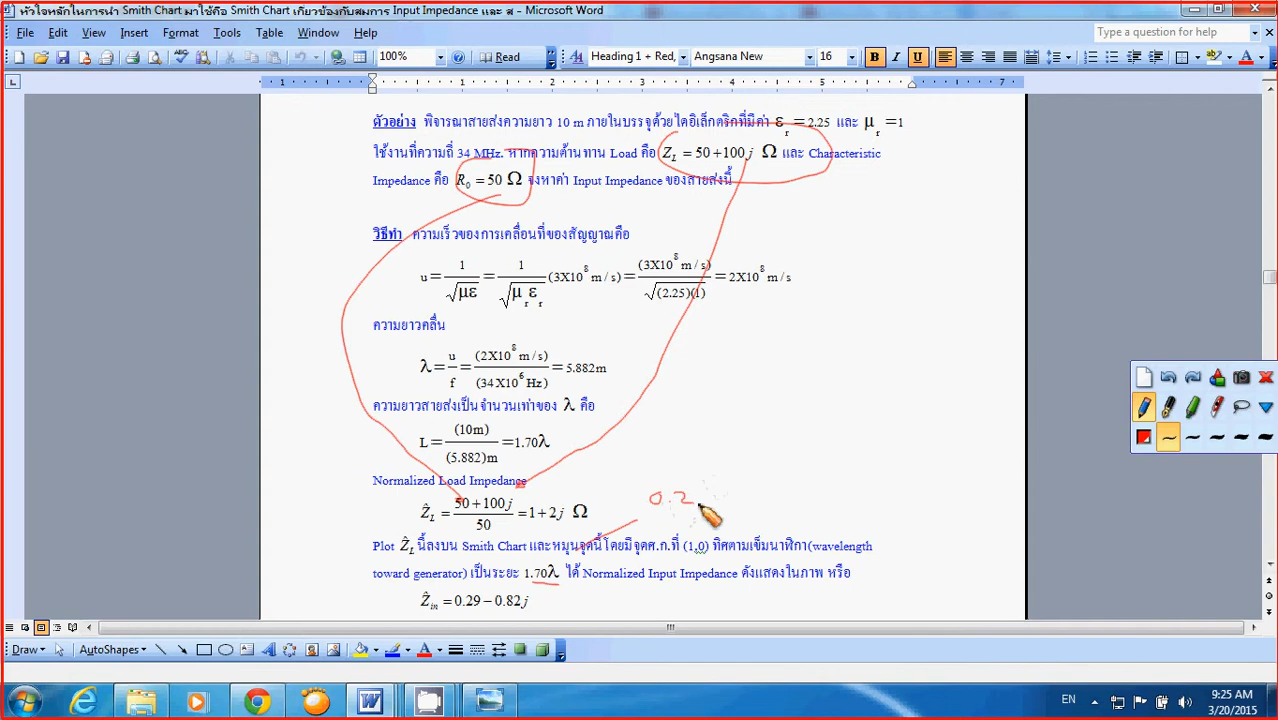 หัวใจหลักในการนำ Smith Chart มาใช้คือ Smith Chart เกี่ยวข้องกับสมการ Input Impedance และ ส - Microsoft Word
File Edit View Insert Format Tools Table Window Help Type a question for help
100% Read Heading 1 + Red, Angsana New 16 B I U
1 1 2 3 4 5 6 7
ตัวอย่าง พิจารณาสายส่งความยาว 10 m ภายในบรรจุด้วยไดอิเล็กตริกที่มีค่า ε_r = 2.25 และ μ_r = 1
ใช้งานที่ความถี่ 34 MHz. หากความต้านทาน Load คือ Z_L = 50 + 100j Ω และ Characteristic
Impedance คือ R_0 = 50 Ω จงหาค่า Input Impedance ของสายส่งนี้
วิธีทำ ความเร็วของการเคลื่อนที่ของสัญญาณคือ
u = 1/√με = 1/√μ_r ε_r (3X10^8 m/s) = (3X10^8 m/s)/√(2.25)(1) = 2X10^8 m/s
ความยาวคลื่น
λ = u/f = (2X10^8 m/s)/(34X10^6 Hz) = 5.882m
ความยาวสายส่งเป็นจำนวนเท่าของ λ คือ
L = (10m)/(5.882)m = 1.70λ
Normalized Load Impedance
Ẑ_L = (50 + 100j)/50 = 1 + 2j Ω
0.2
Plot Ẑ_L นี้ลงบน Smith Chart และหมุนจุดนี้โดยมีจุดศ.ก.ที่ (1,0) ทิศตามเข็มนาฬิกา(wavelength
toward generator) เป็นระยะ 1.70λ ได้ Normalized Input Impedance ดังแสดงในภาพ หรือ
Ẑ_in = 0.29 − 0.82j
Draw AutoShapes
EN 9:25 AM
3/20/2015